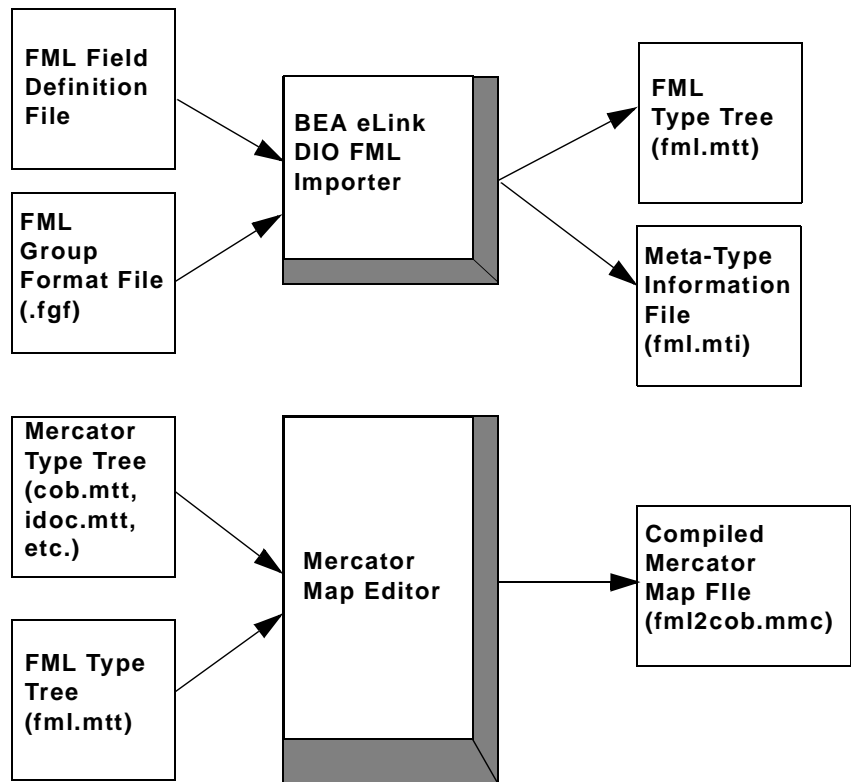 FML Field
Definition
File
FML
Group
Format File
(.fgf)
BEA eLink
DIO FML
Importer
FML
Type Tree
(fml.mtt)
Meta-Type
Information
File
(fml.mti)
Mercator
Type Tree
(cob.mtt,
idoc.mtt,
etc.)
FML Type
Tree
(fml.mtt)
Mercator
Map Editor
Compiled
Mercator
Map FIle
(fml2cob.mmc)